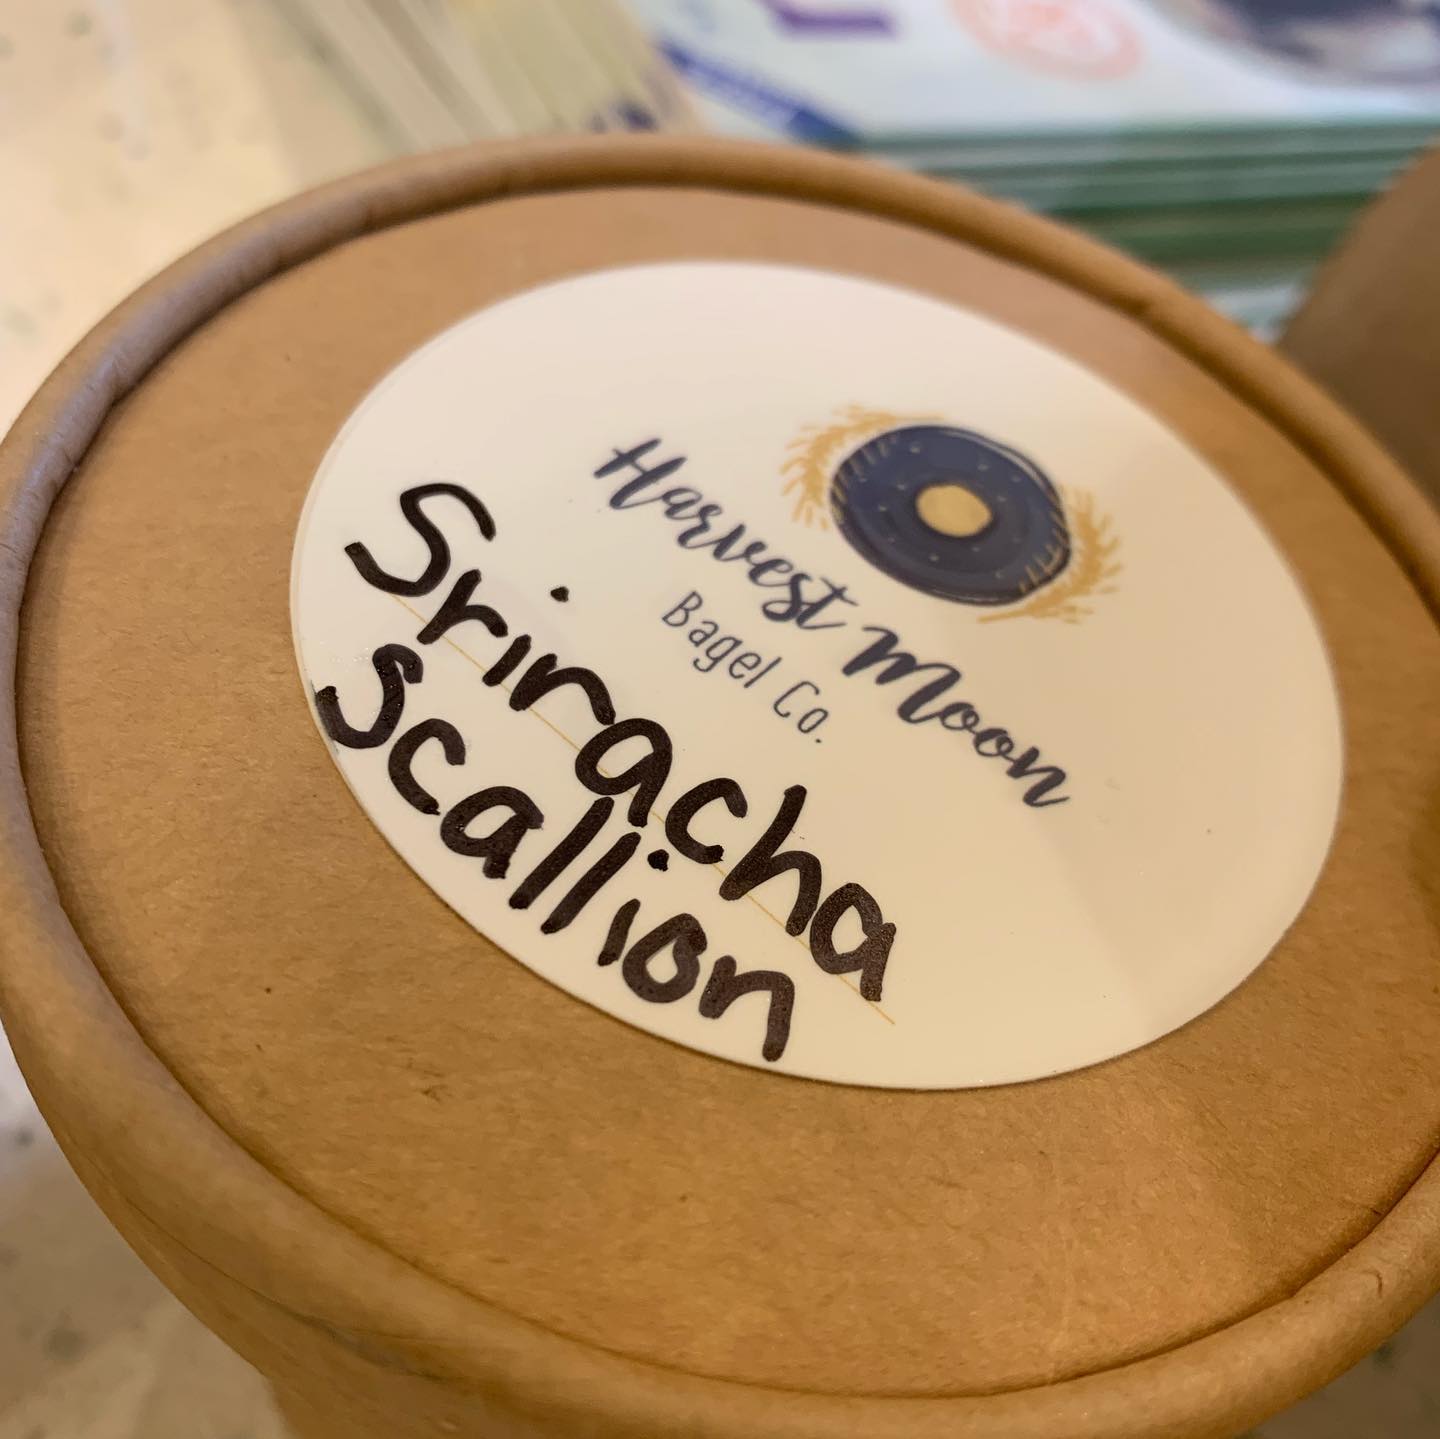 Harvest Moon
Bagel Co.
Sriracha
Scallion